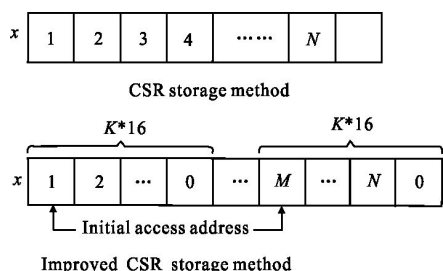 x 1 2 3 4 …… N
CSR storage method
K*16 K*16
x 1 2 … 0 … M … N 0
Initial access address
Improved CSR storage method